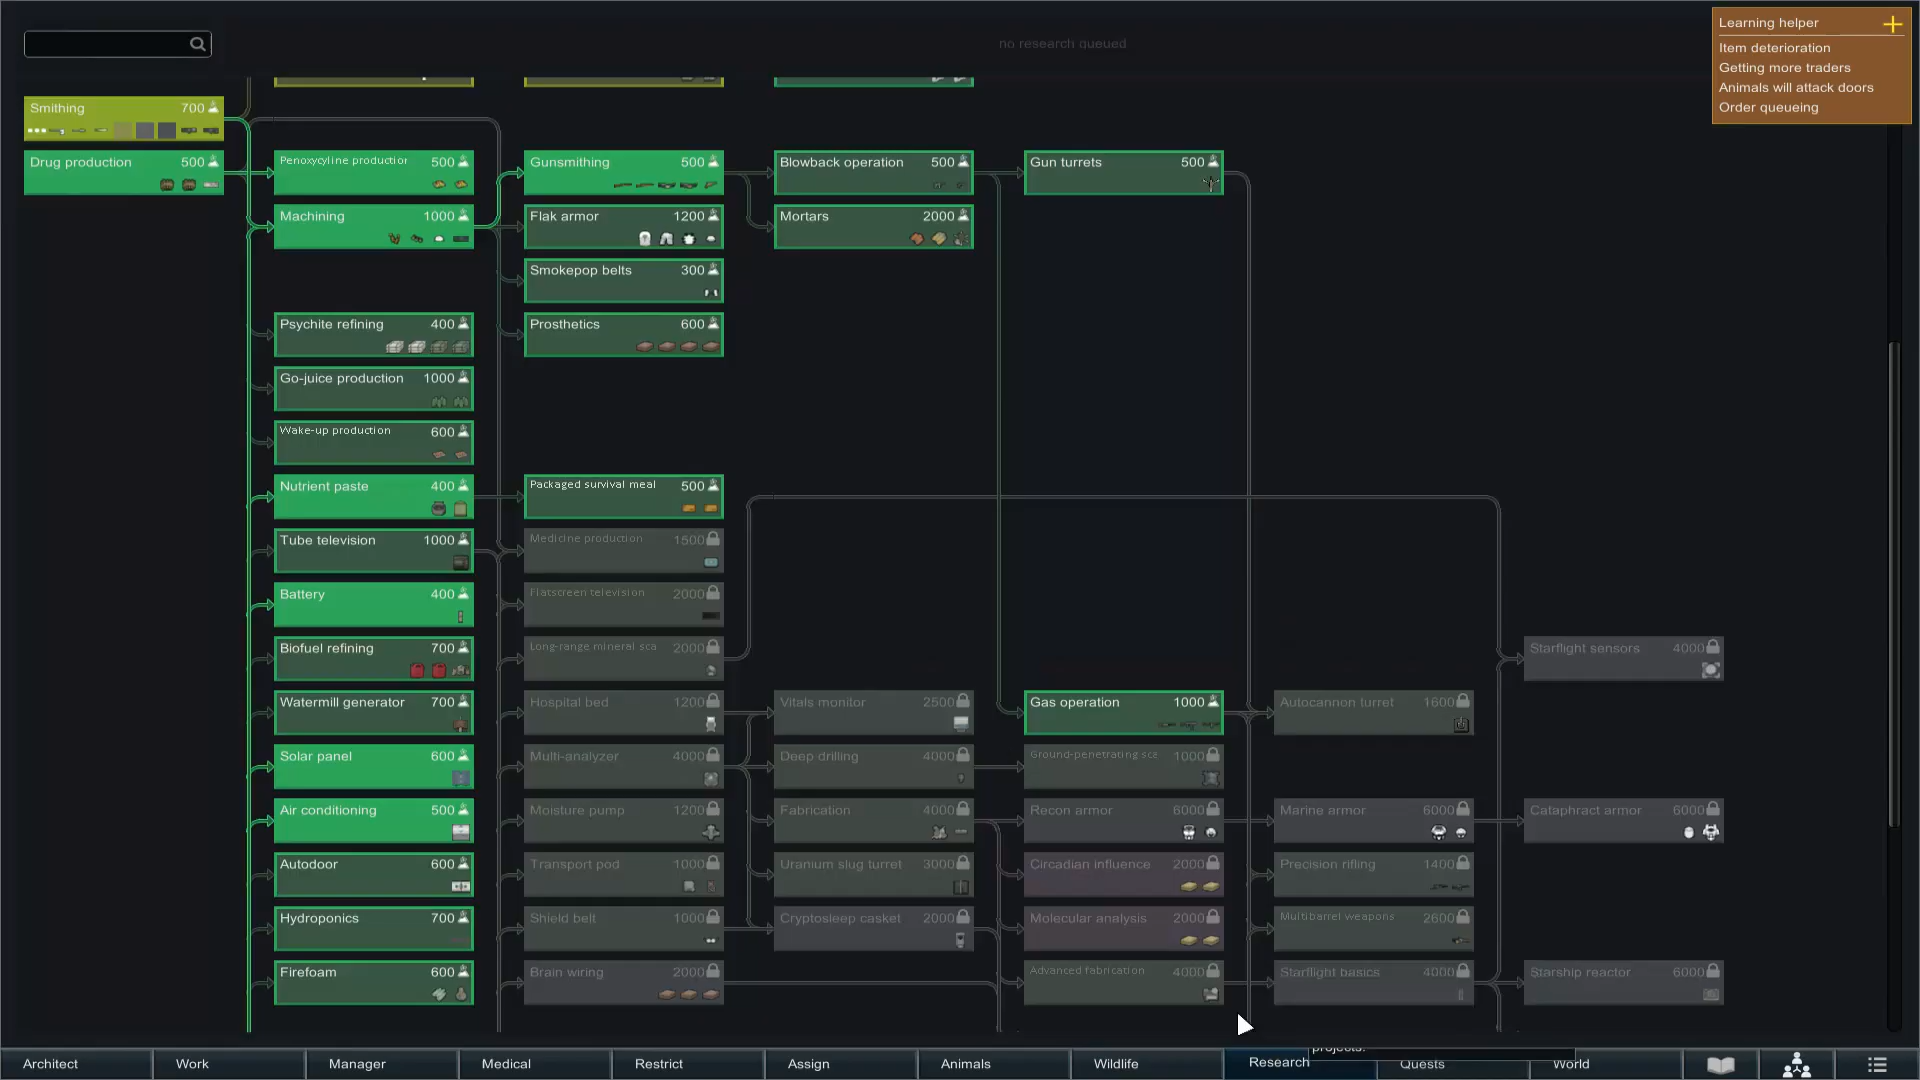 no research queued
Learning helper
Item deterioration
Getting more traders
Animals will attack doors
Order queueing
Smithing 700
Drug production 500
Penoxycyline production 500
Gunsmithing 500
Blowback operation 500
Gun turrets 500
Machining 1000
Flak armor 1200
Mortars 2000
Smokepop belts 300
Psychite refining 400
Prosthetics 600
Go-juice production 1000
Wake-up production 600
Nutrient paste 400
Packaged survival meal 500
Tube television 1000
Medicine production 1500
Battery 400
Flatscreen television 2000
Biofuel refining 700
Long-range mineral sca 2000
Starflight sensors 4000
Watermill generator 700
Hospital bed 1200
Vitals monitor 2500
Gas operation 1000
Autocannon turret 1600
Solar panel 600
Multi-analyzer 4000
Deep drilling 4000
Ground-penetrating sca 1000
Air conditioning 500
Moisture pump 1200
Fabrication 4000
Recon armor 6000
Marine armor 6000
Cataphract armor 6000
Autodoor 600
Transport pod 1000
Uranium slug turret 3000
Circadian influence 2000
Precision rifling 1400
Hydroponics 700
Shield belt 1000
Cryptosleep casket 2000
Molecular analysis 2000
Multibarrel weapons 2600
Firefoam 600
Brain wiring 2000
Advanced fabrication 4000
Starflight basics 4000
Starship reactor 6000
projects.
Architect
Work
Manager
Medical
Restrict
Assign
Animals
Wildlife
Research
Quests
World